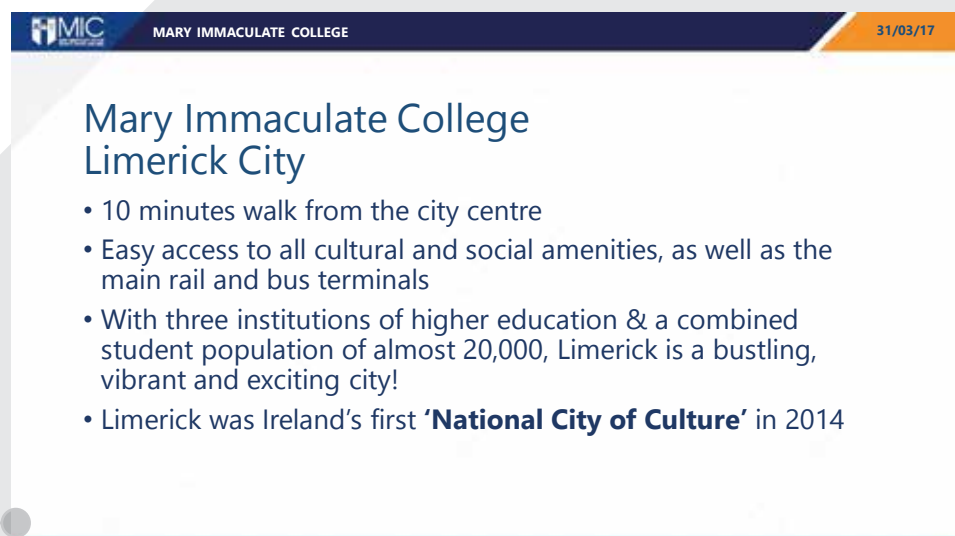 MIC
MARY IMMACULATE COLLEGE
31/03/17
Mary Immaculate College
Limerick City
• 10 minutes walk from the city centre
• Easy access to all cultural and social amenities, as well as the
main rail and bus terminals
• With three institutions of higher education & a combined
student population of almost 20,000, Limerick is a bustling,
vibrant and exciting city!
• Limerick was Ireland’s first ‘National City of Culture’ in 2014